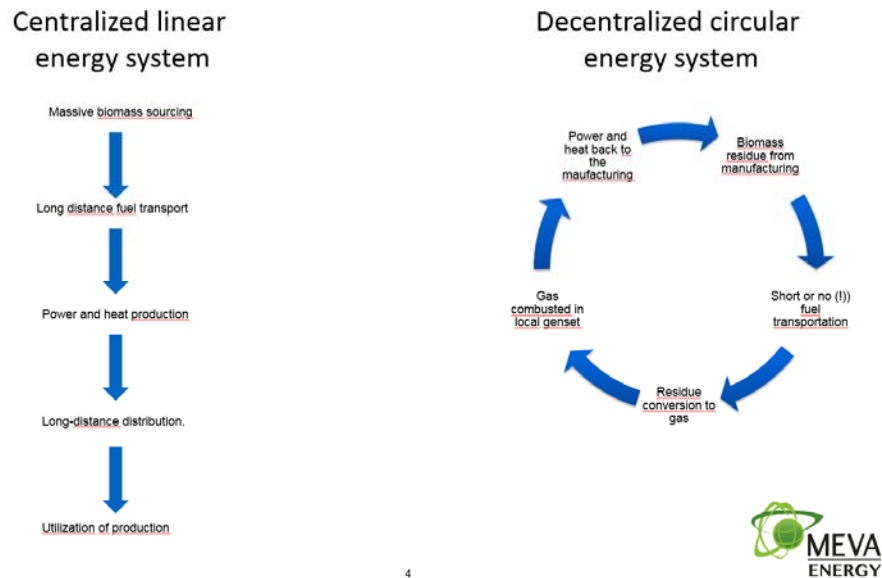 Centralized linear
energy system
Massive biomass sourcing
Long distance fuel transport
Power and heat production
Long-distance distribution.
Utilization of production
Decentralized circular
energy system
Power and
heat back to
the
maufacturing
Biomass
residue from
manufacturing
Short or no (!))
fuel
transportation
Residue
conversion to
gas
Gas
combusted in
local genset
4
MEVA
ENERGY